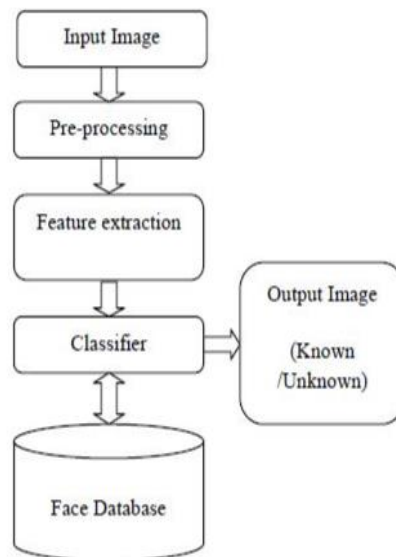 Input Image
Pre-processing
Feature extraction
Classifier
Output Image
(Known
/Unknown)
Face Database